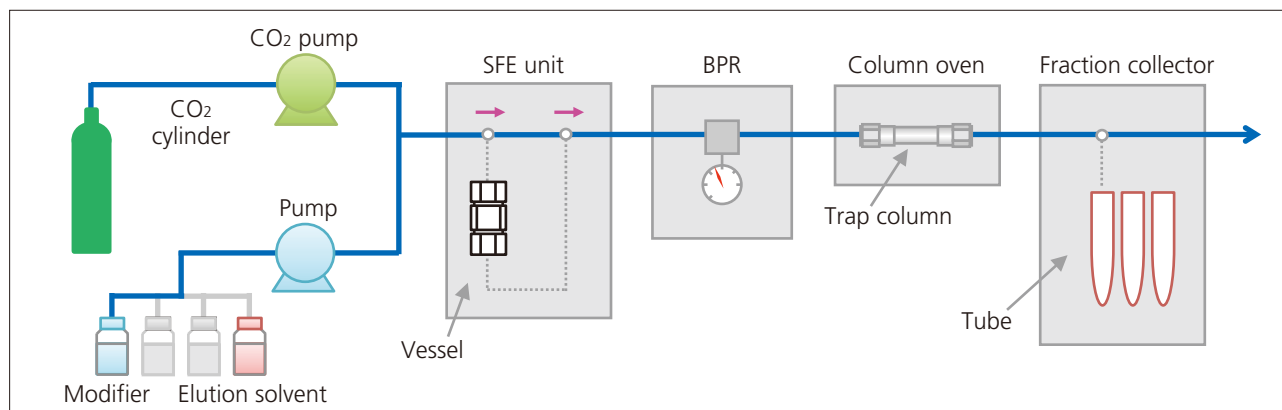 CO₂ pump
SFE unit
BPR
Column oven
Fraction collector
CO₂
cylinder
Pump
Trap column
Tube
Vessel
Modifier
Elution solvent